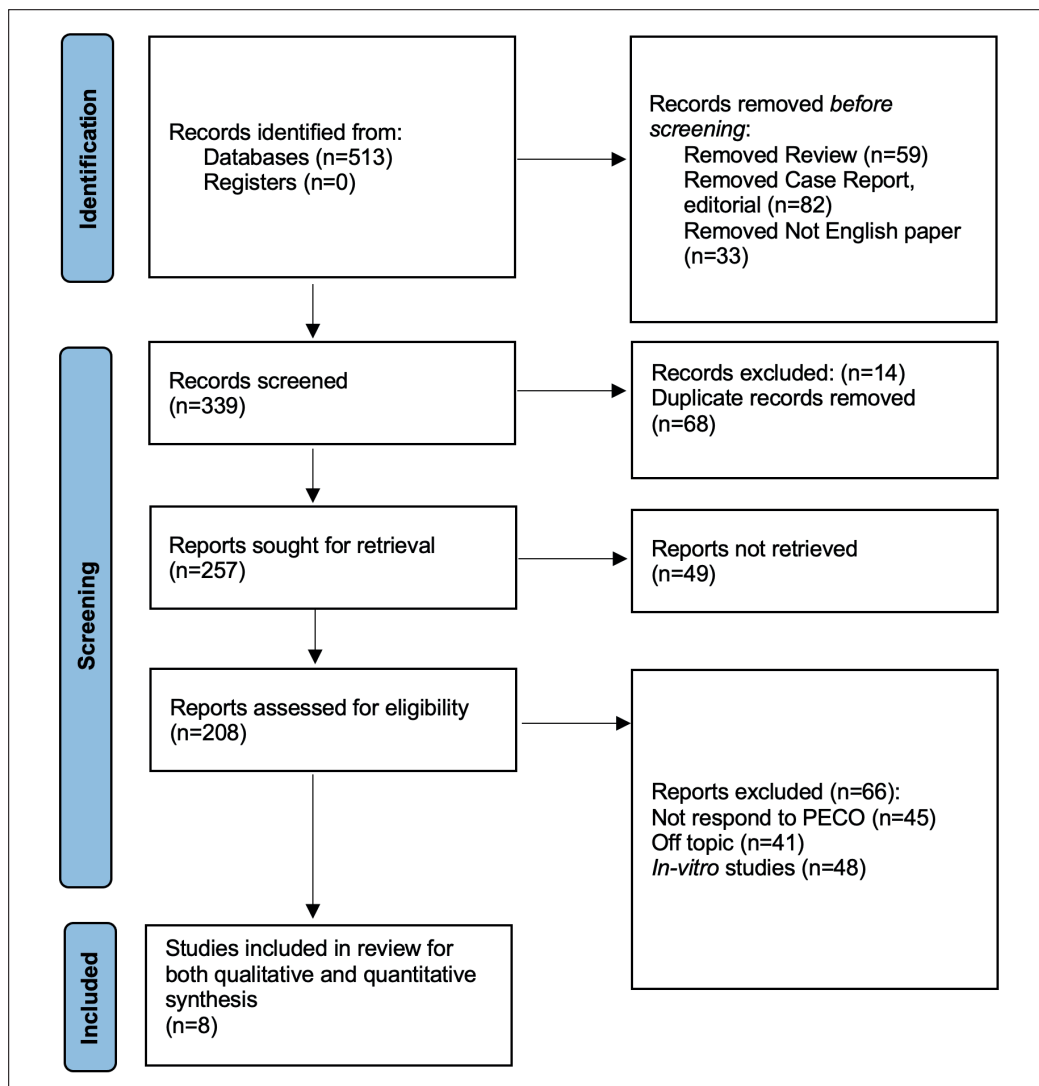 Identification
Records identified from:
Databases (n=513)
Registers (n=0)
Records removed before
screening:
Removed Review (n=59)
Removed Case Report,
editorial (n=82)
Removed Not English paper
(n=33)
Screening
Records screened
(n=339)
Records excluded: (n=14)
Duplicate records removed
(n=68)
Reports sought for retrieval
(n=257)
Reports not retrieved
(n=49)
Reports assessed for eligibility
(n=208)
Reports excluded (n=66):
Not respond to PECO (n=45)
Off topic (n=41)
In-vitro studies (n=48)
Included
Studies included in review for
both qualitative and quantitative
synthesis
(n=8)